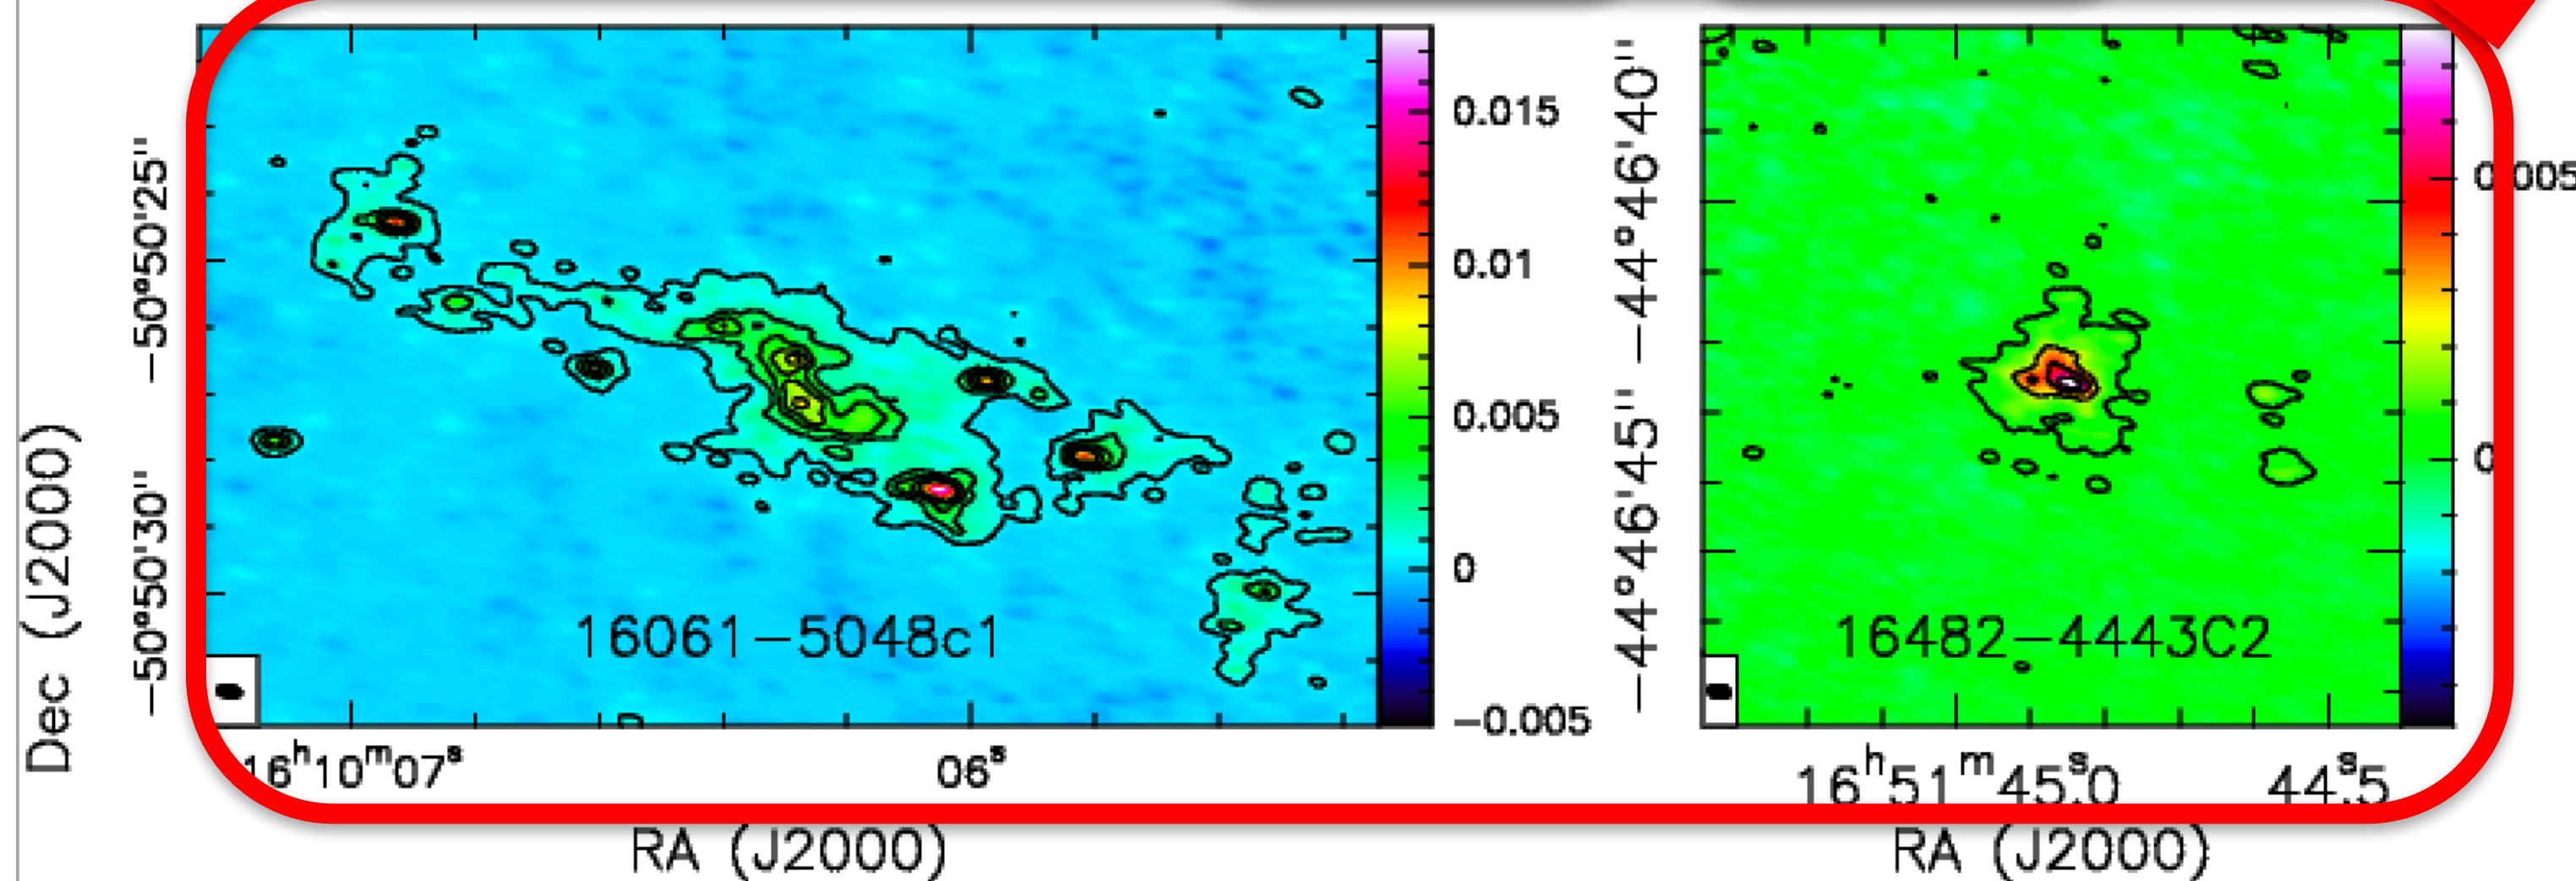 Dec (J2000)
−50°50'25"
−50°50'30"
16061−5048c1
0.015
0.01
0.005
0
−0.005
16ʰ10ᵐ07ˢ
06ˢ
RA (J2000)
−44°46'40"
−44°46'45"
16482−4443C2
0.005
0
16ʰ51ᵐ45ˢ.0
44ˢ.5
RA (J2000)